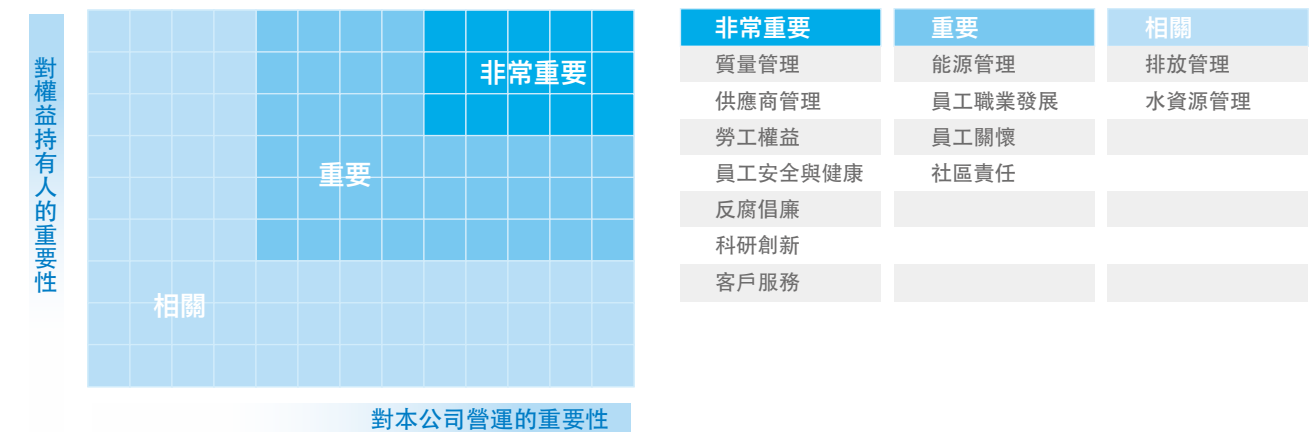 對權益持有人的重要性
非常重要
重要
相關
對本公司營運的重要性
非常重要 重要 相關
質量管理 能源管理 排放管理
供應商管理 員工職業發展 水資源管理
勞工權益 員工關懷
員工安全與健康 社區責任
反腐倡廉
科研創新
客戶服務